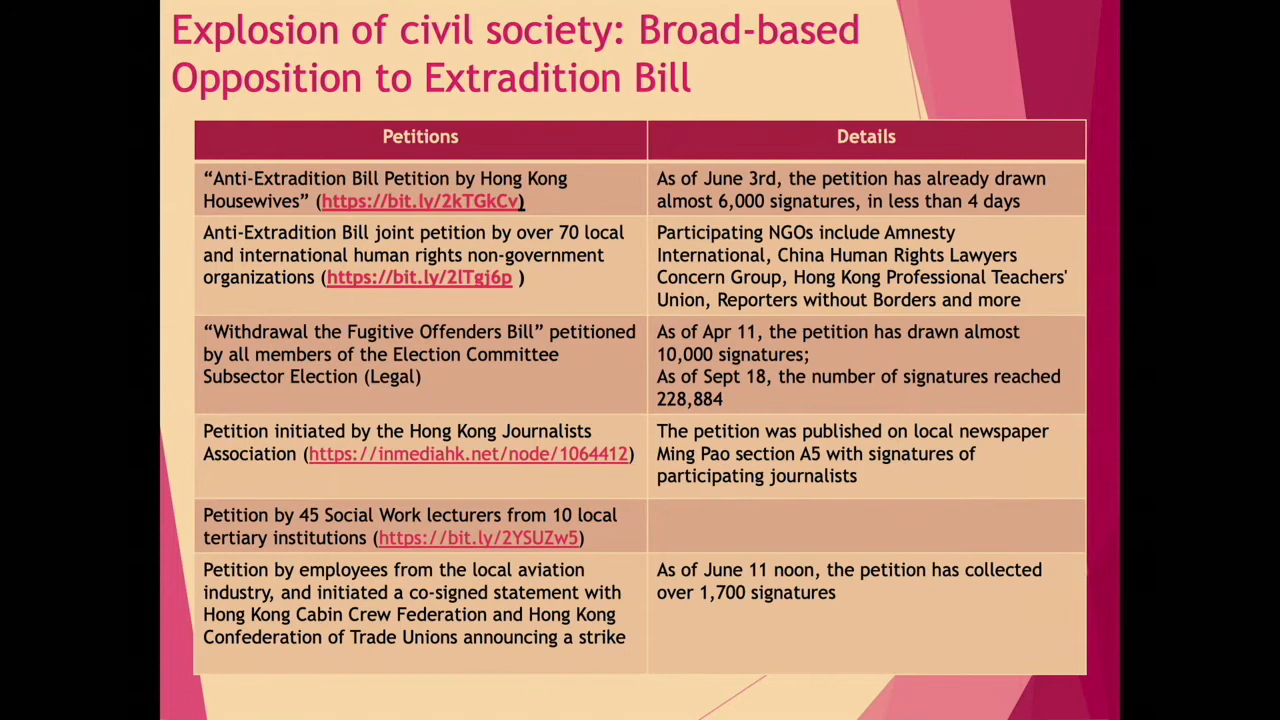 Explosion of civil society: Broad-based
Opposition to Extradition Bill
Petitions
Details
“Anti-Extradition Bill Petition by Hong Kong
Housewives” (https://bit.ly/2kTGkCv)
As of June 3rd, the petition has already drawn
almost 6,000 signatures, in less than 4 days
Anti-Extradition Bill joint petition by over 70 local
and international human rights non-government
organizations (https://bit.ly/2lTgj6p )
Participating NGOs include Amnesty
International, China Human Rights Lawyers
Concern Group, Hong Kong Professional Teachers'
Union, Reporters without Borders and more
“Withdrawal the Fugitive Offenders Bill” petitioned
by all members of the Election Committee
Subsector Election (Legal)
As of Apr 11, the petition has drawn almost
10,000 signatures;
As of Sept 18, the number of signatures reached
228,884
Petition initiated by the Hong Kong Journalists
Association (https://inmediahk.net/node/1064412)
The petition was published on local newspaper
Ming Pao section A5 with signatures of
participating journalists
Petition by 45 Social Work lecturers from 10 local
tertiary institutions (https://bit.ly/2YSUZw5)
Petition by employees from the local aviation
industry, and initiated a co-signed statement with
Hong Kong Cabin Crew Federation and Hong Kong
Confederation of Trade Unions announcing a strike
As of June 11 noon, the petition has collected
over 1,700 signatures